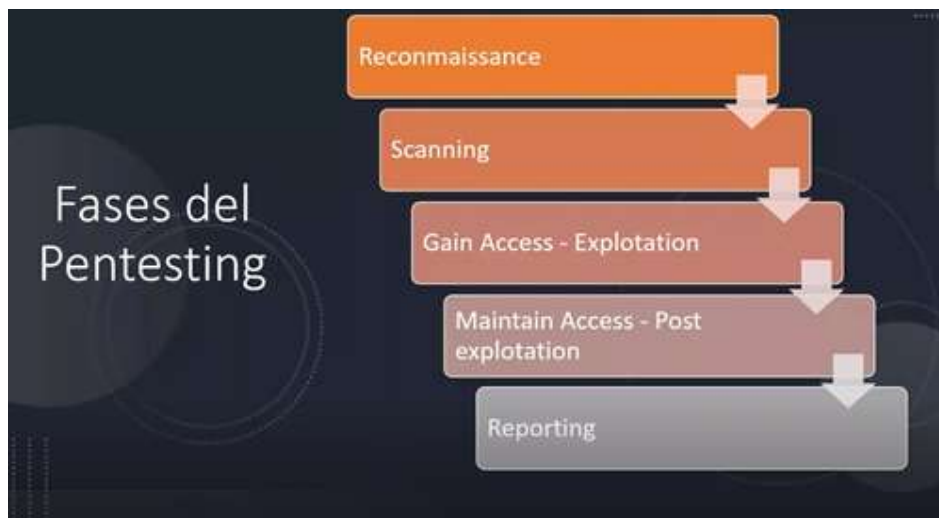 Fases del
Pentesting
Reconmaissance
Scanning
Gain Access - Explotation
Maintain Access - Post
explotation
Reporting